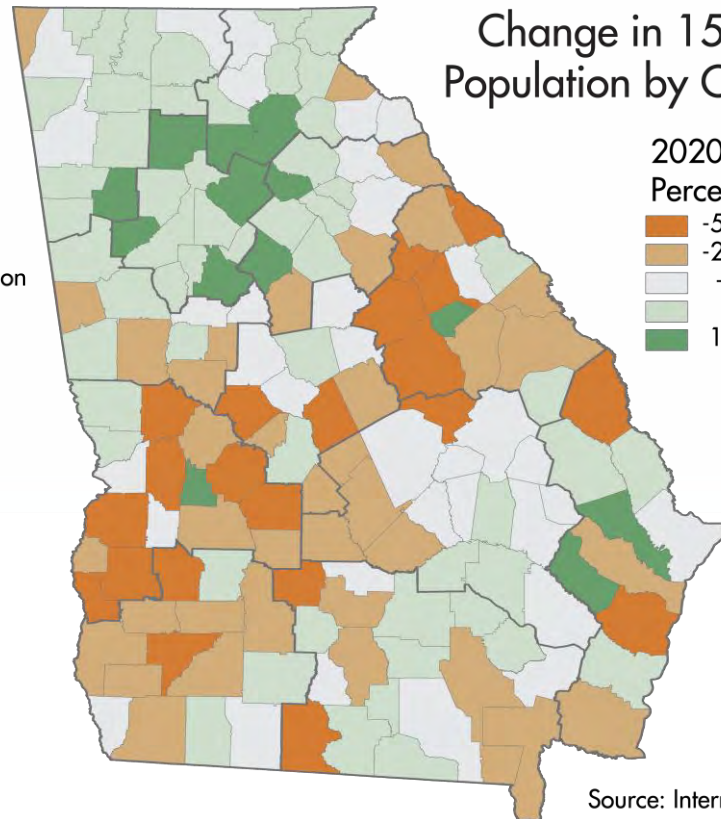 Change in 15
Population by C
2020
Perce
-5
-2
-
1
on
Source: Intern